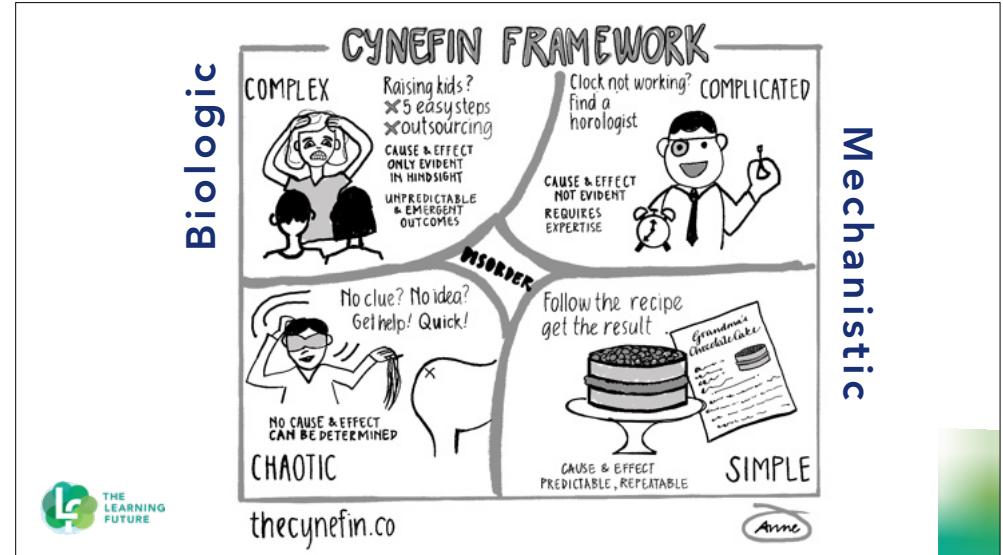 CYNEFIN FRAMEWORK
Biologic
COMPLEX
Raising kids?
×5 easy steps
×outsourcing
CAUSE & EFFECT
ONLY EVIDENT
IN HINDSIGHT
UNPREDICTABLE
& EMERGENT
OUTCOMES
Clock not working?
Find a
horologist
COMPLICATED
CAUSE & EFFECT
NOT EVIDENT
REQUIRES
EXPERTISE
Mechanistic
DISORDER
No clue? No idea?
Get help! Quick!
NO CAUSE & EFFECT
CAN BE DETERMINED
CHAOTIC
Follow the recipe
get the result
Grandma's
Chocolate Cake
CAUSE & EFFECT
PREDICTABLE, REPEATABLE
SIMPLE
LF
THE
LEARNING
FUTURE
thecynefin.co
Anne